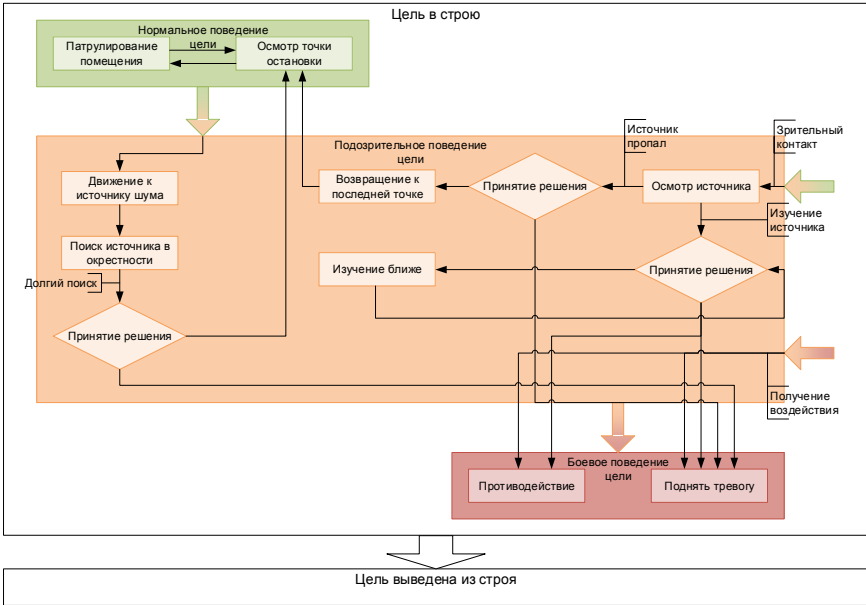 Цель в строю
Нормальное поведение
цели
Патрулирование
помещения
Осмотр точки
остановки
Подозрительное поведение
цели
Источник
пропал
Зрительный
контакт
Движение к
источнику шума
Возвращение к
последней точке
Принятие решения
Осмотр источника
Изучение
источника
Поиск источника в
окрестности
Долгий поиск
Изучение ближе
Принятие решения
Принятие решения
Получение
воздействия
Боевое поведение
цели
Противодействие
Поднять тревогу
Цель выведена из строя